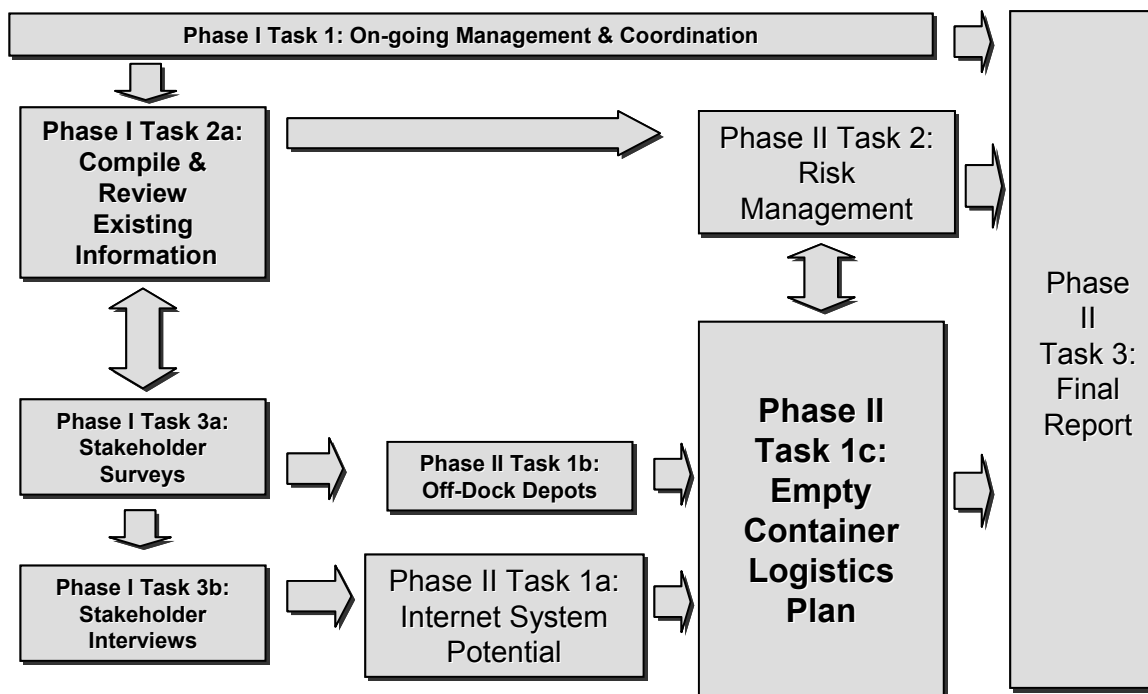 Phase I Task 1: On-going Management & Coordination
Phase I Task 2a:
Compile &
Review
Existing
Information
Phase II Task 2:
Risk
Management
Phase
II
Task 3:
Final
Report
Phase I Task 3a:
Stakeholder
Surveys
Phase II Task 1b:
Off-Dock Depots
Phase II
Task 1c:
Empty
Container
Logistics
Plan
Phase I Task 3b:
Stakeholder
Interviews
Phase II Task 1a:
Internet System
Potential